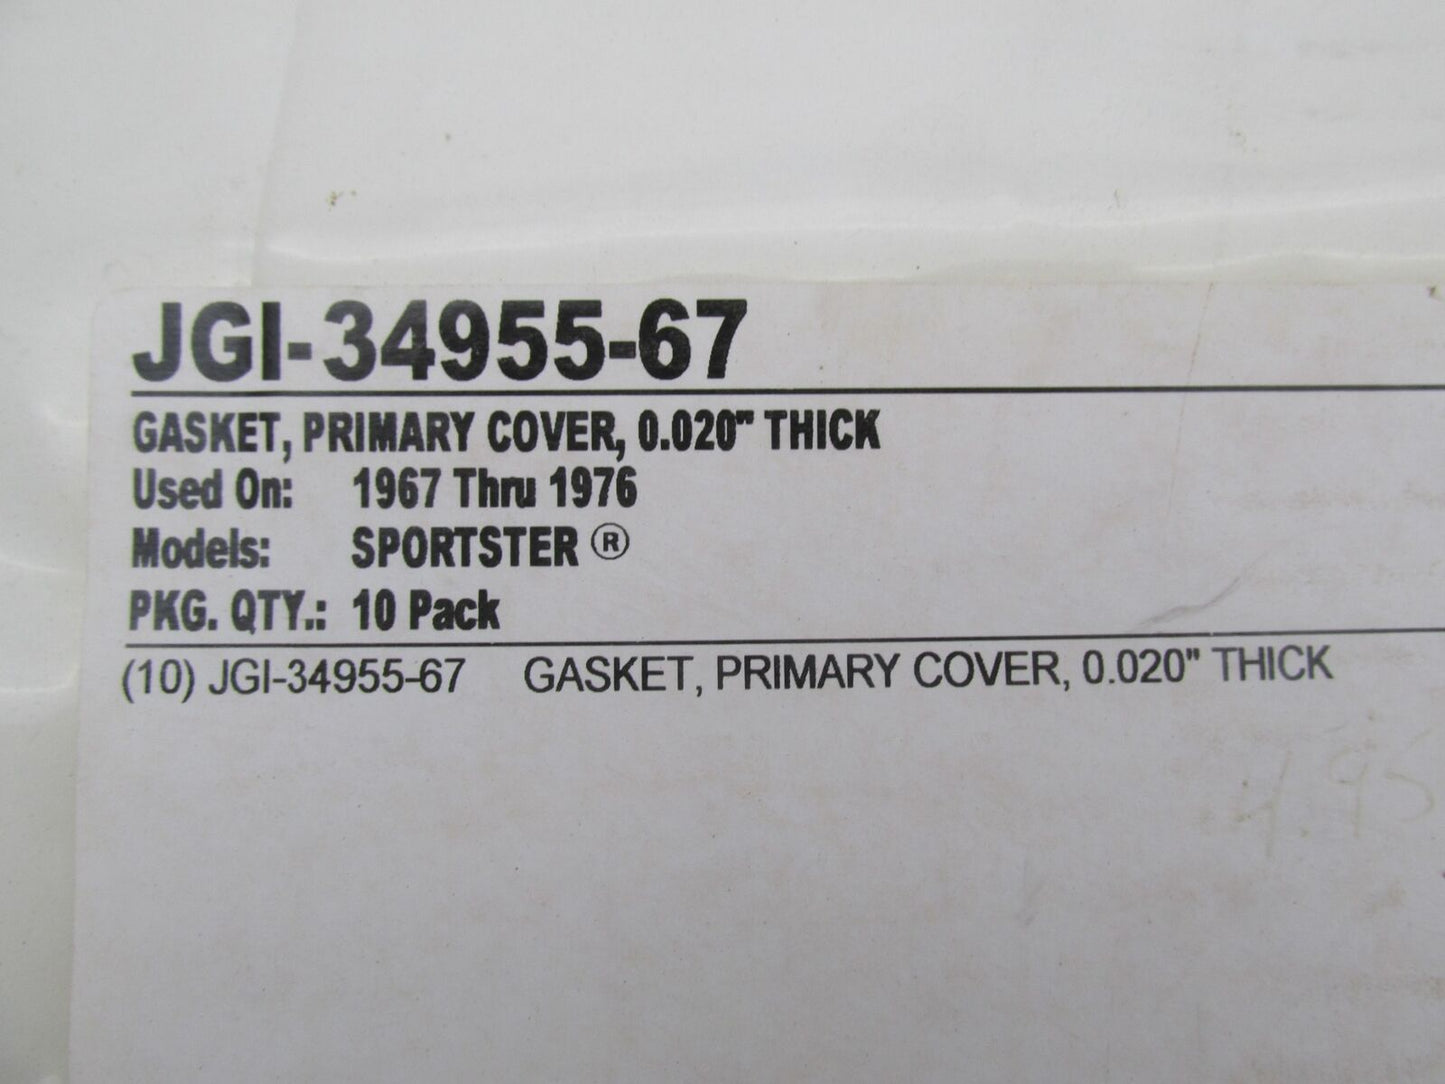 JGI-34955-67
GASKET, PRIMARY COVER, 0.020" THICK
Used On: 1967 Thru 1976
Models: SPORTSTER ®
PKG. QTY.: 10 Pack
(10) JGI-34955-67 GASKET, PRIMARY COVER, 0.020" THICK